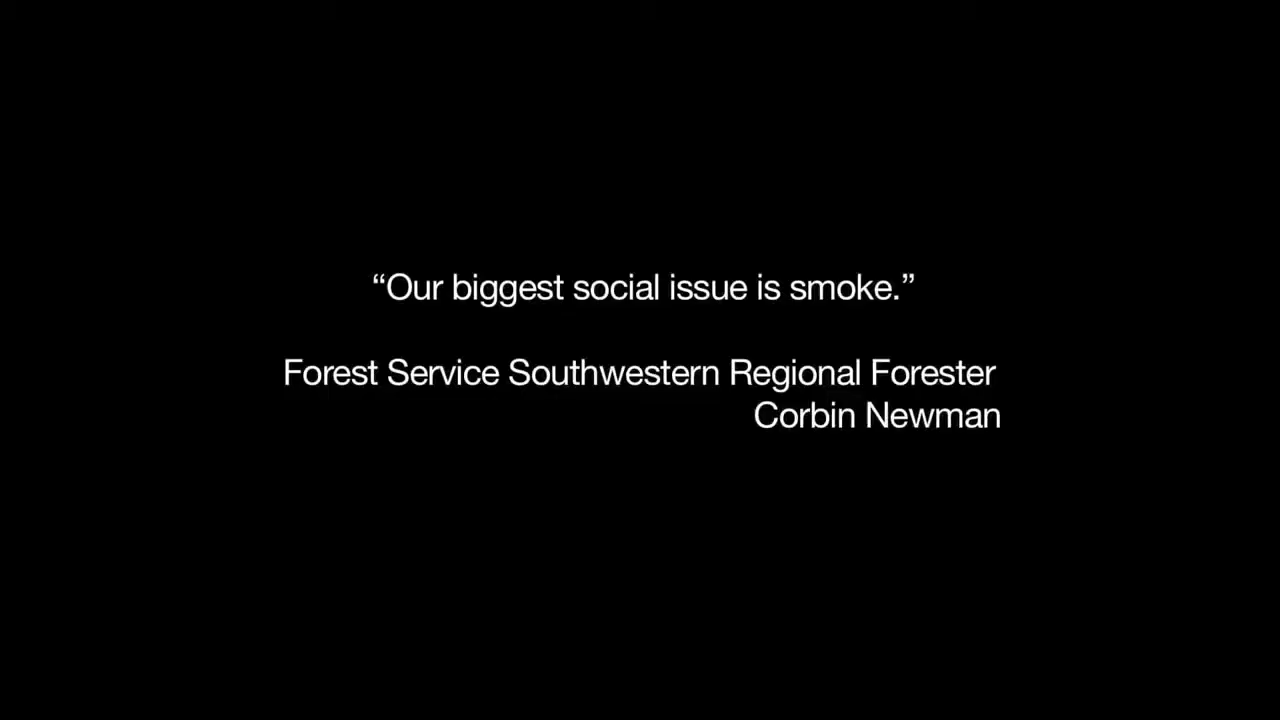 “Our biggest social issue is smoke.”
Forest Service Southwestern Regional Forester
Corbin Newman